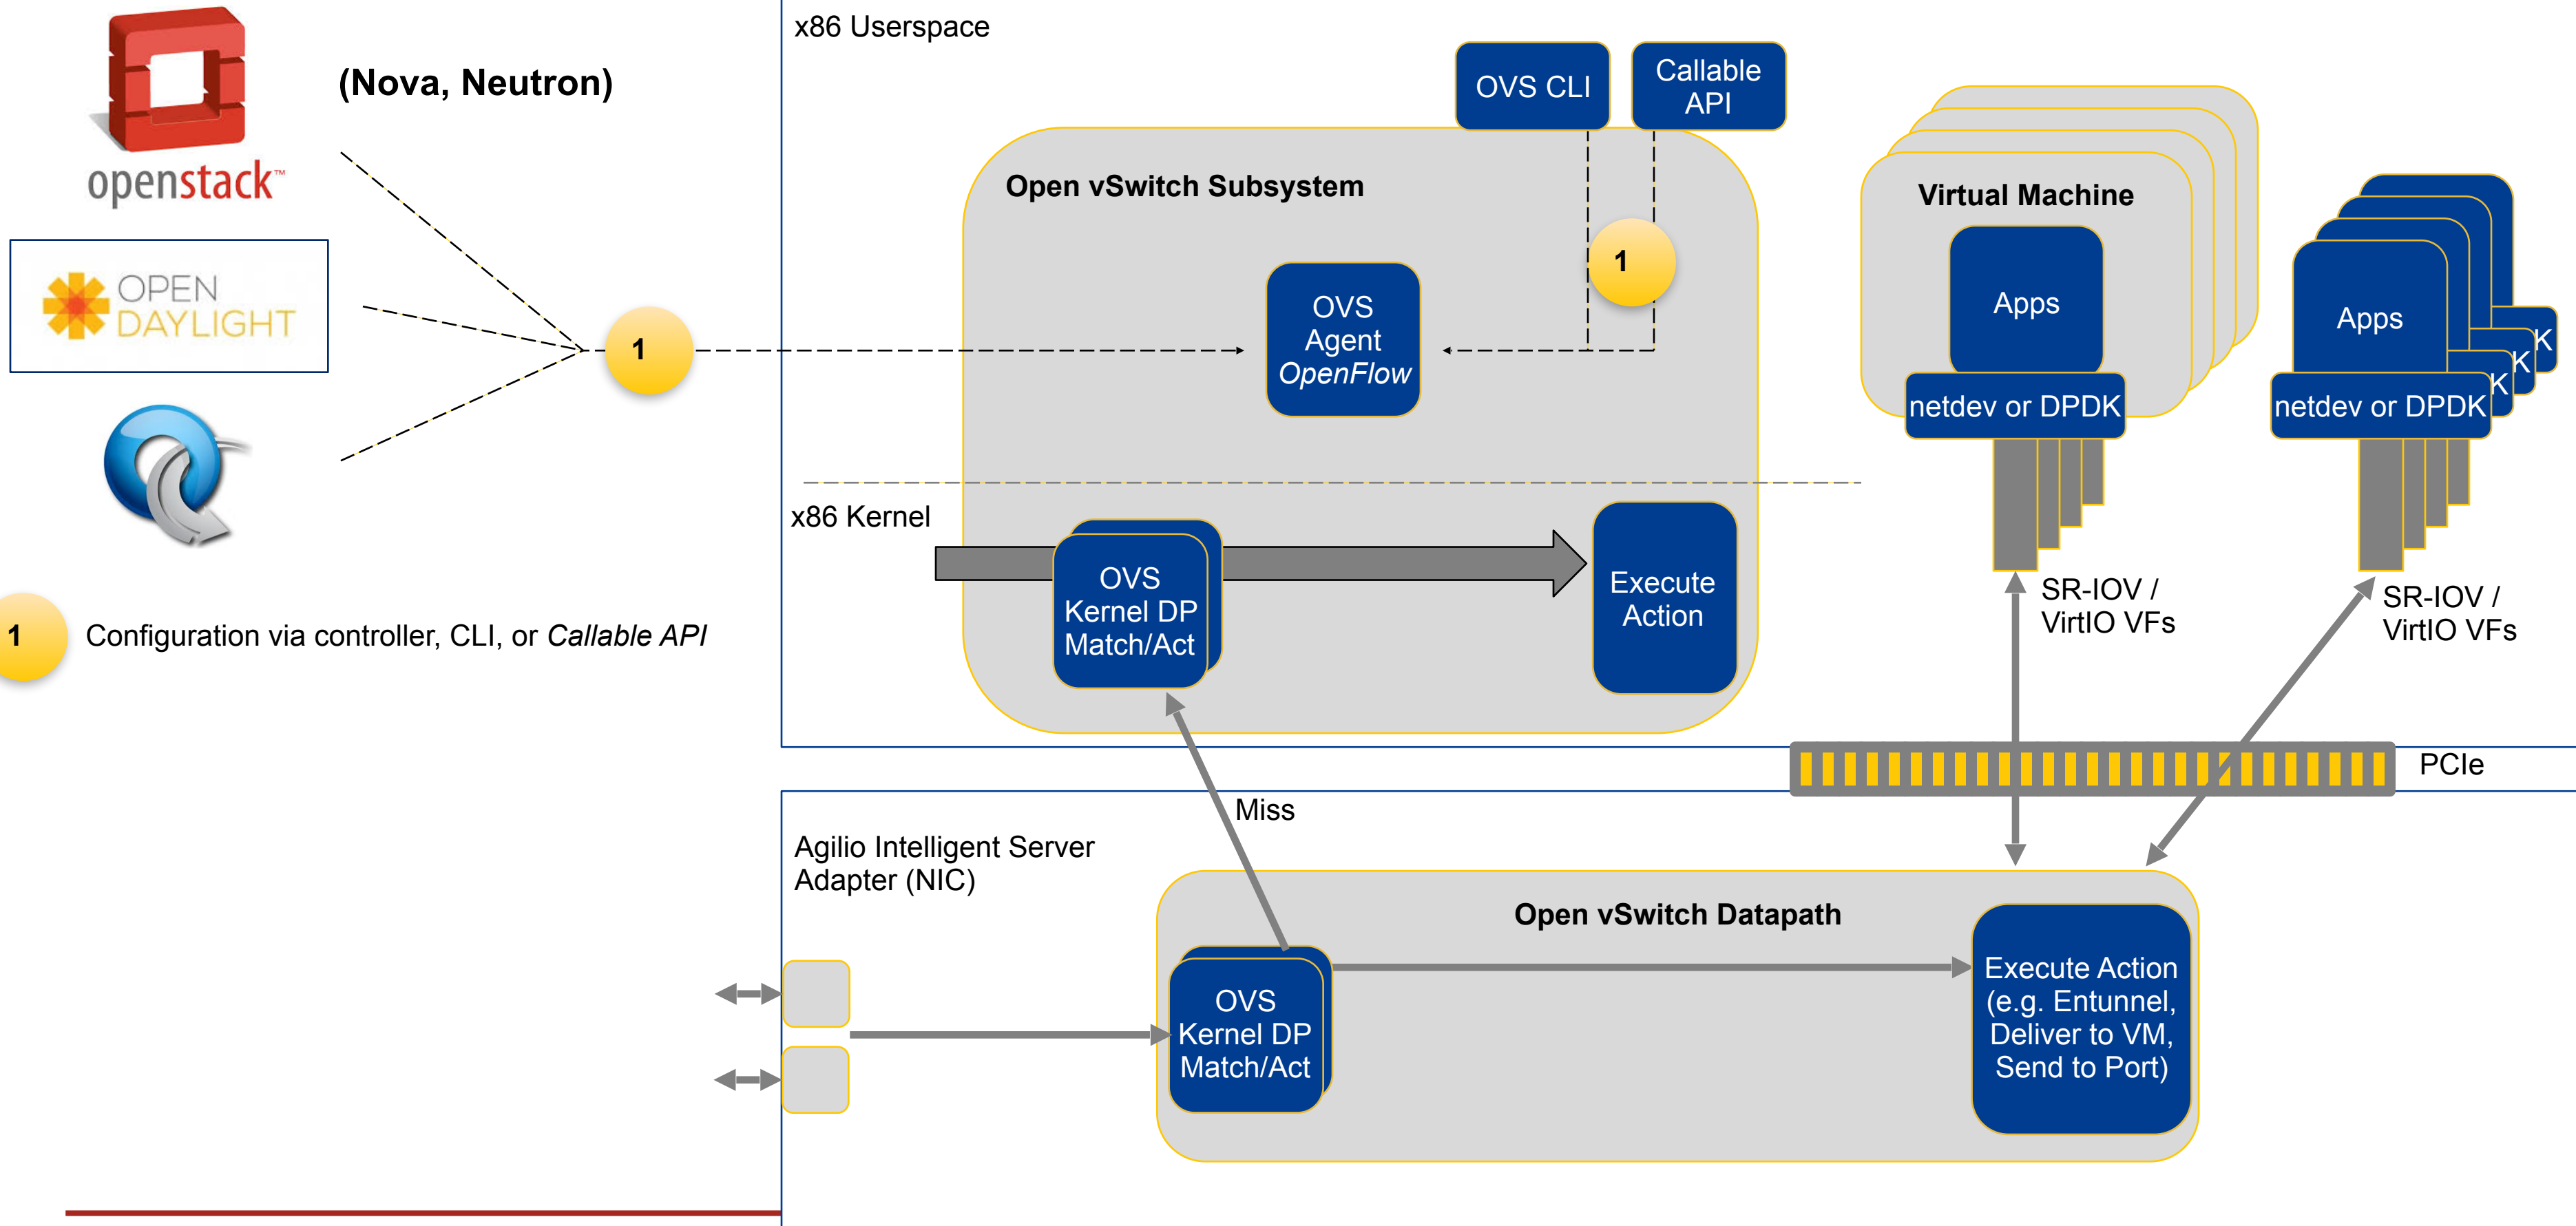 openstack™
(Nova, Neutron)
OPEN
DAYLIGHT
1
1
Configuration via controller, CLI, or Callable API
x86 Userspace
OVS CLI
Callable
API
Open vSwitch Subsystem
1
OVS
Agent
OpenFlow
x86 Kernel
OVS
Kernel DP
Match/Act
Execute
Action
Virtual Machine
Apps
netdev or DPDK
Apps
netdev or DPDK
K
K
K
SR-IOV /
VirtIO VFs
SR-IOV /
VirtIO VFs
PCIe
Miss
Agilio Intelligent Server
Adapter (NIC)
Open vSwitch Datapath
OVS
Kernel DP
Match/Act
Execute Action
(e.g. Entunnel,
Deliver to VM,
Send to Port)